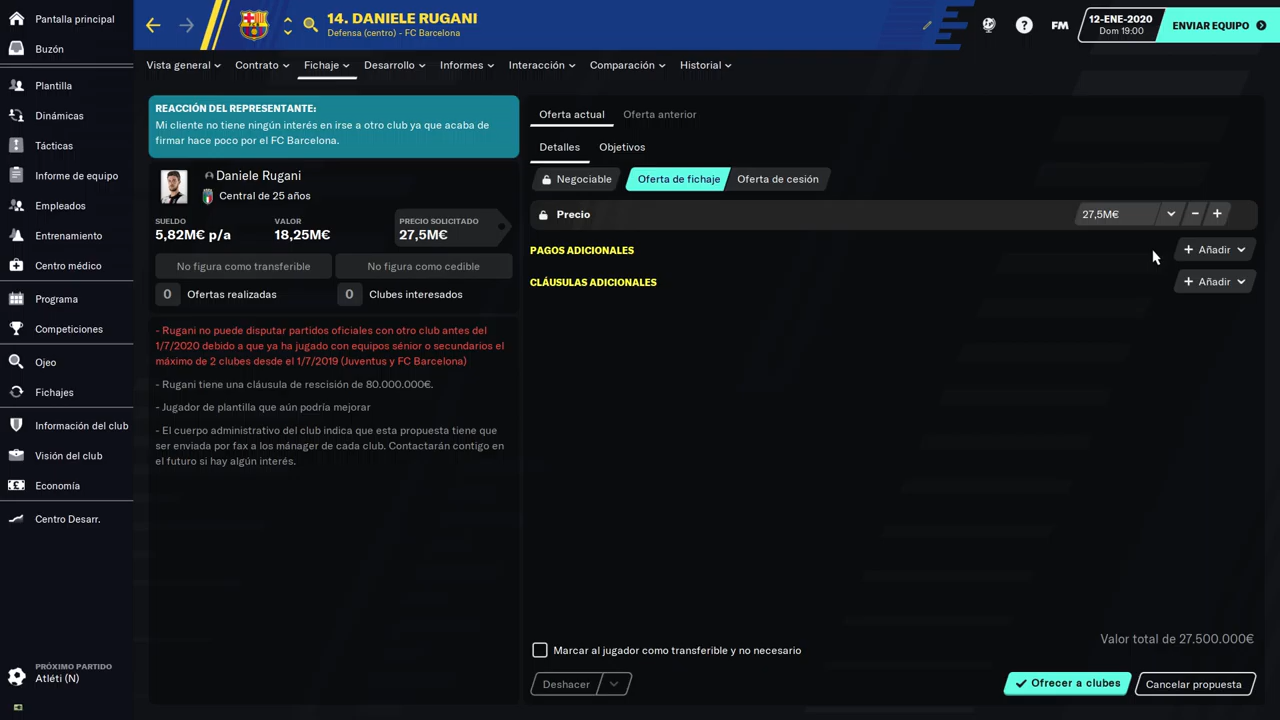 Pantalla principal
Buzón
Plantilla
Dinámicas
Tácticas
Informe de equipo
Empleados
Entrenamiento
Centro médico
Programa
Competiciones
Ojeo
Fichajes
Información del club
Visión del club
Economía
Centro Desarr.
PRÓXIMO PARTIDO
Atléti (N)
14. DANIELE RUGANI
Defensa (centro) - FC Barcelona
FM
12-ENE-2020
Dom 19:00
ENVIAR EQUIPO
Vista general
Contrato
Fichaje
Desarrollo
Informes
Interacción
Comparación
Historial
REACCIÓN DEL REPRESENTANTE:
Mi cliente no tiene ningún interés en irse a otro club ya que acaba de
firmar hace poco por el FC Barcelona.
Daniele Rugani
Central de 25 años
SUELDO
5,82M€ p/a
VALOR
18,25M€
PRECIO SOLICITADO
27,5M€
No figura como transferible
No figura como cedible
0 Ofertas realizadas
0 Clubes interesados
- Rugani no puede disputar partidos oficiales con otro club antes del
1/7/2020 debido a que ya ha jugado con equipos sénior o secundarios el
máximo de 2 clubes desde el 1/7/2019 (Juventus y FC Barcelona)
- Rugani tiene una cláusula de rescisión de 80.000.000€.
- Jugador de plantilla que aún podría mejorar
- El cuerpo administrativo del club indica que esta propuesta tiene que
ser enviada por fax a los mánager de cada club. Contactarán contigo en
el futuro si hay algún interés.
Oferta actual
Oferta anterior
Detalles
Objetivos
Negociable
Oferta de fichaje
Oferta de cesión
Precio
27,5M€
PAGOS ADICIONALES
+ Añadir
CLÁUSULAS ADICIONALES
+ Añadir
Valor total de 27.500.000€
Marcar al jugador como transferible y no necesario
Deshacer
Ofrecer a clubes
Cancelar propuesta